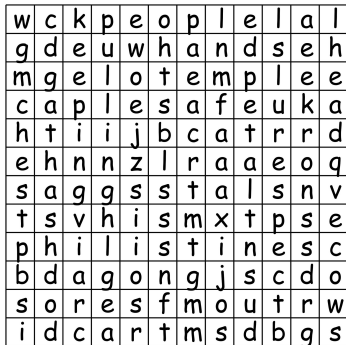 w c k p e o p l e l a l
g d e u w h a n d s e h
m g e l o t e m p l e e
c a p l e s a f e u k a
h t i i j b c a t r r d
e h n n z l r a a e o q
s a g g s s t a l s n v
t s v h i s m x t p s e
p h i l i s t i n e s c
b d a g o n g j s c d o
s o r e s f m o u t r w
i d c a r t m s d b g s